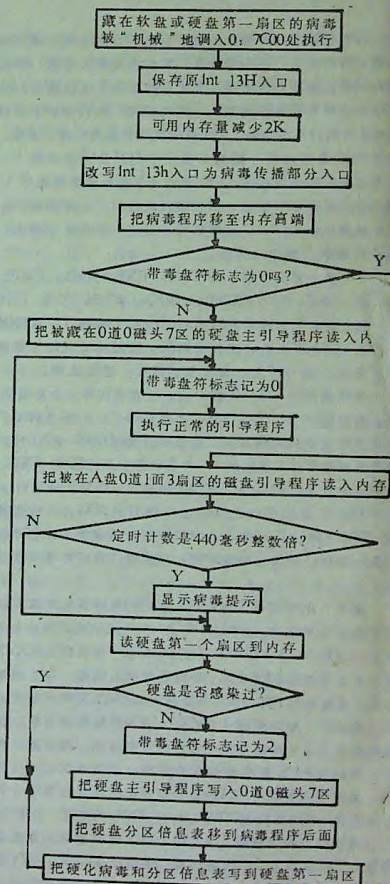 藏在软盘或硬盘第一扇区的病毒
被“机械”地调入0：7C00处执行
保存原Int 13H入口
可用内存量减少2K
改写Int 13h入口为病毒传播部分入口
把病毒程序移至内存高端
带毒盘符标志为0吗?
Y
N
把被藏在0道0磁头7区的硬盘主引导程序读入内
带毒盘符标志记为0
执行正常的引导程序
把被在A盘0道1面3扇区的磁盘引导程序读入内存
N
定时计数是440毫秒整数倍?
Y
显示病毒提示
读硬盘第一个扇区到内存
Y
硬盘是否感染过?
N
带毒盘符标志记为2
把硬盘主引导程序写入0道0磁头7区
把硬盘分区信息表移到病毒程序后面
把硬化病毒和分区信息表写到硬盘第一扇区